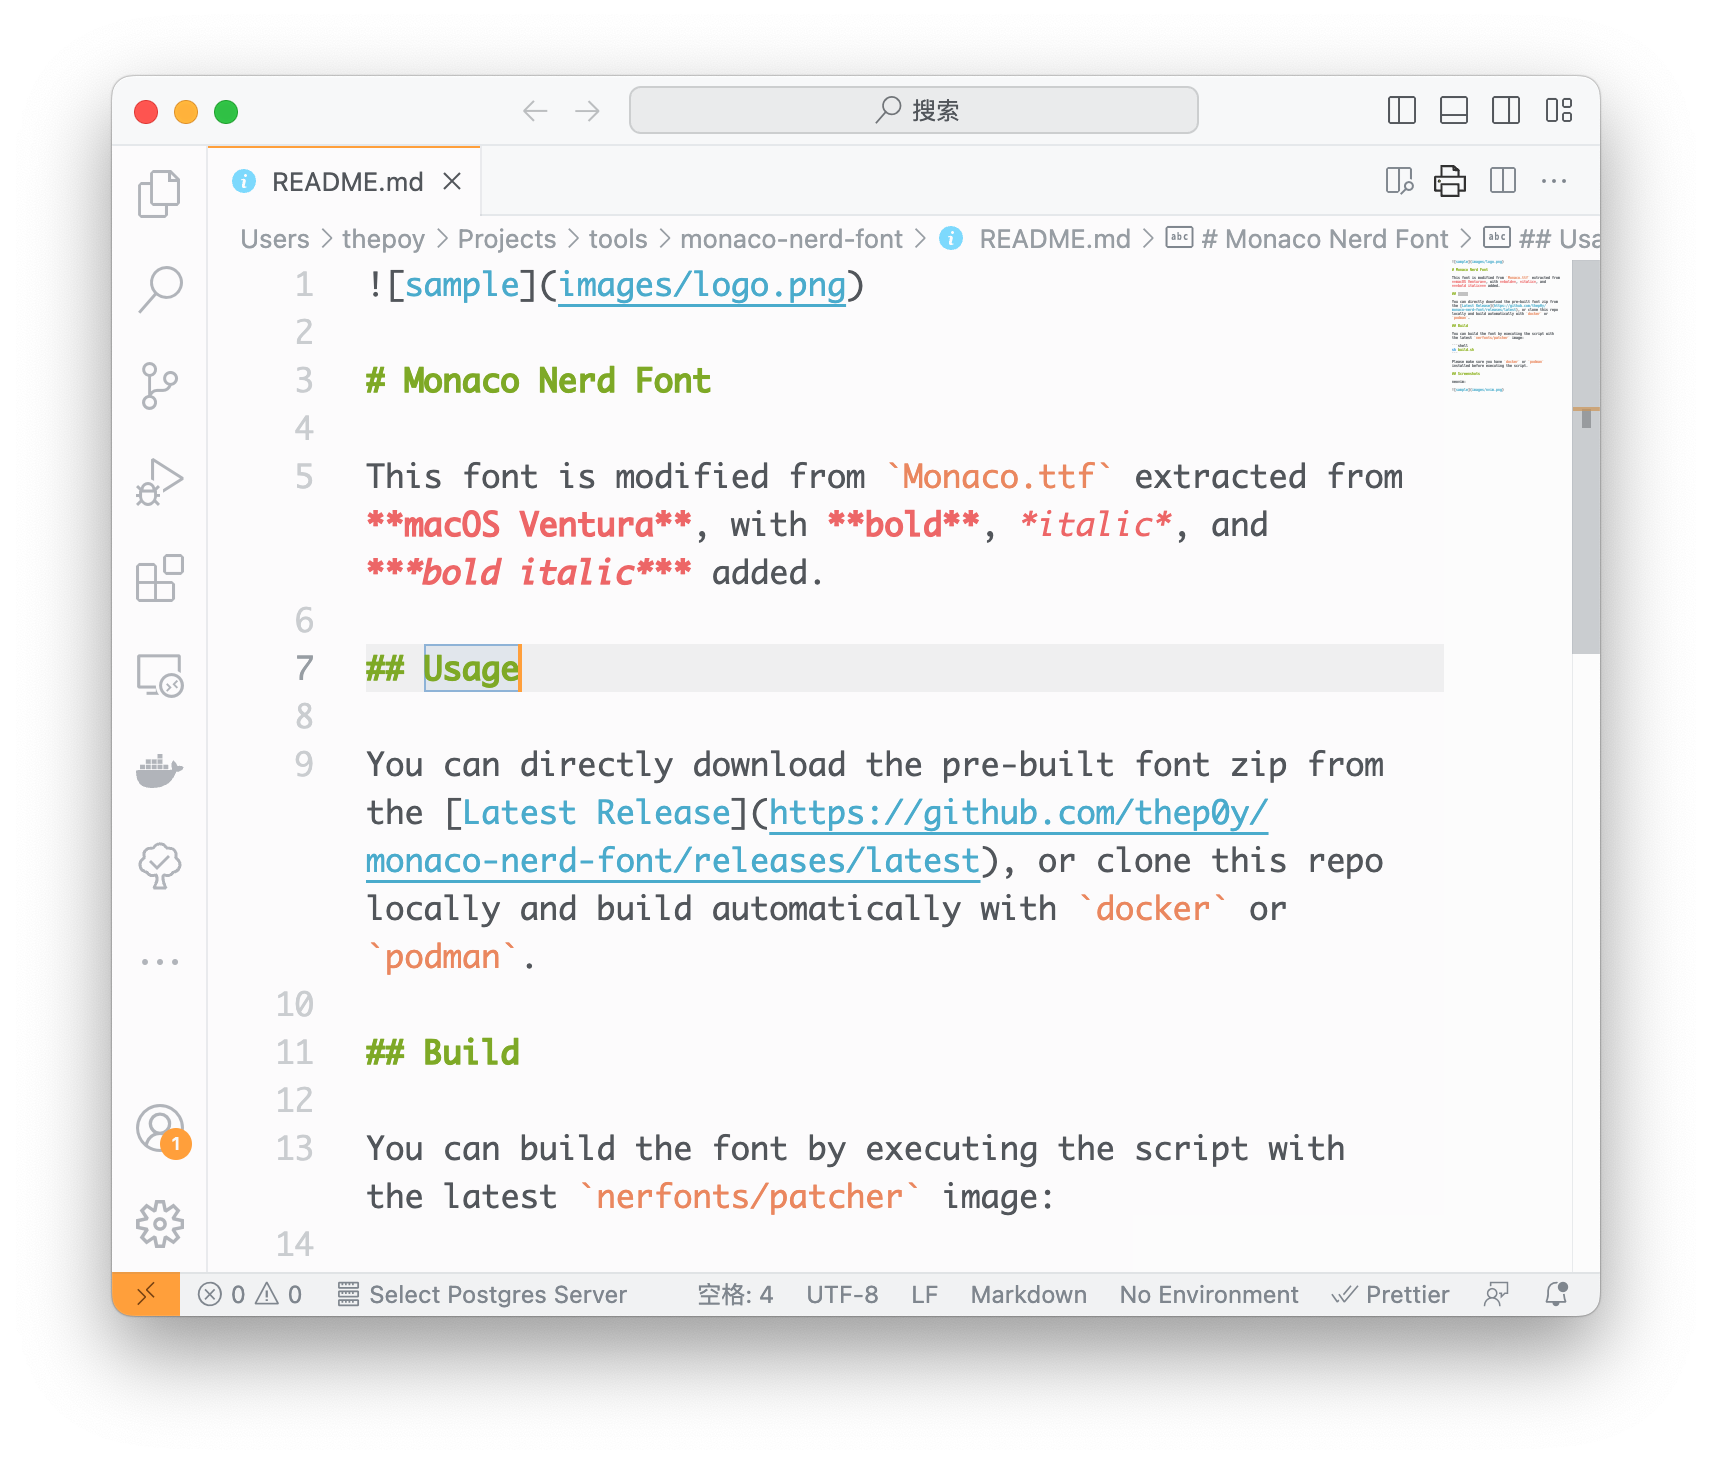 搜索
README.md
Users > thepoy > Projects > tools > monaco-nerd-font > README.md > # Monaco Nerd Font > ## Usa
1 ![sample](images/logo.png)
2
3 # Monaco Nerd Font
4
5 This font is modified from `Monaco.ttf` extracted from
**macOS Ventura**, with **bold**, *italic*, and
***bold italic*** added.
6
7 ## Usage
8
9 You can directly download the pre-built font zip from
the [Latest Release](https://github.com/thep0y/
monaco-nerd-font/releases/latest), or clone this repo
locally and build automatically with `docker` or
`podman`.
10
11 ## Build
12
13 You can build the font by executing the script with
the latest `nerfonts/patcher` image:
14
1
0 0 Select Postgres Server 空格: 4 UTF-8 LF Markdown No Environment Prettier